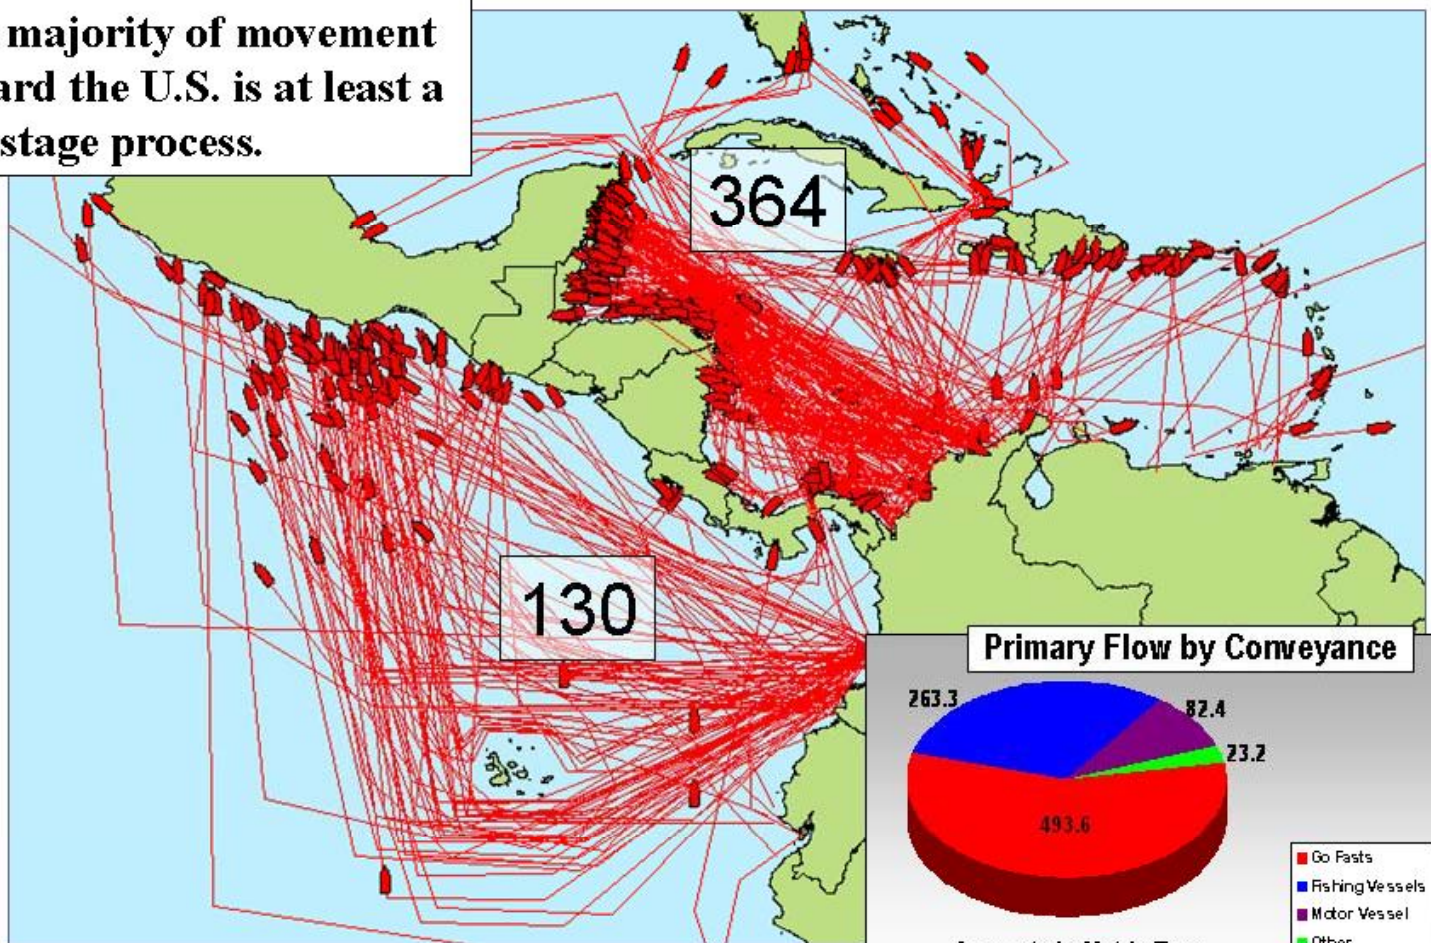 majority of movement
ard the U.S. is at least a
stage process.
364
130
Primary Flow by Conveyance
263.3
82.4
23.2
493.6
Go Fasts
Fishing Vessels
Motor Vessel
Other